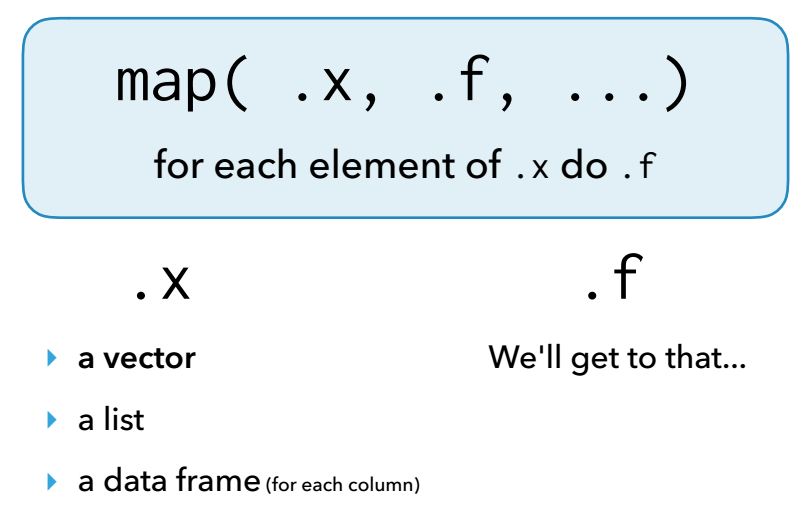 map( .x, .f, ...)
for each element of .x do .f
.x
.f
a vector
We'll get to that...
a list
a data frame (for each column)